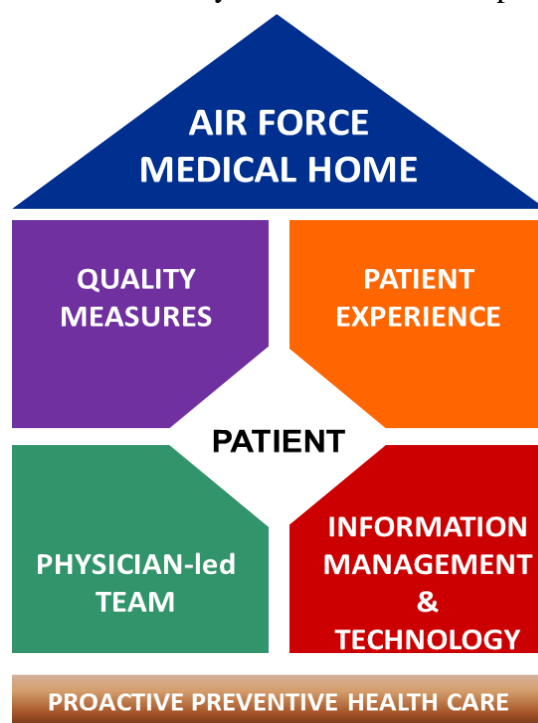 AIR FORCE
MEDICAL HOME
QUALITY
MEASURES
PATIENT
EXPERIENCE
PATIENT
PHYSICIAN-led
TEAM
INFORMATION
MANAGEMENT
&
TECHNOLOGY
PROACTIVE PREVENTIVE HEALTH CARE